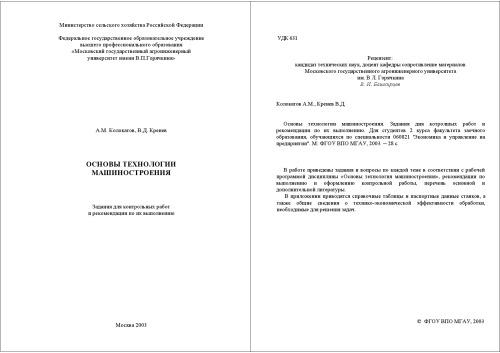 Министерство сельского хозяйства Российской Федерации
Федеральное государственное образовательное учреждение
высшего профессионального образования
«Московский государственный агроинженерный
университет имени В.П.Горячкина»
А.М. Колокатов, В.Д. Кренев
ОСНОВЫ ТЕХНОЛОГИИ
МАШИНОСТРОЕНИЯ
Задания для контрольных работ
и рекомендации по их выполнению
Москва 2003
УДК 631
Рецензент:
кандидат технических наук, доцент кафедры сопротивление материалов
Московского государственного агроинженерного университета
им. В.П. Горячкина
В. И. Башкирцев
Колокатов А.М., Кренев В.Д.
Основы технологии машиностроения. Задания для котролных работ и
рекомендации по их выполнению. Для студентов 2 курса факультета заочного
образования, обучающихся по специальности 060821 "Экономика и управление на
предприятии". М: ФГОУ ВПО МГАУ, 2003. – 28 с.
В работе приведены задания и вопросы по каждой теме в соответствии с рабочей
программой дисциплины «Основы технологии машиностроения», рекомендации по
выполнению и оформлению контрольной работы, перечень основной и
дополнительной литературы.
В приложении приводятся справочные таблицы и паспортные данные станков, а
также общие сведения о технико-экономической эффективности обработки,
необходимые для решения задач.
© ФГОУ ВПО МГАУ, 2003